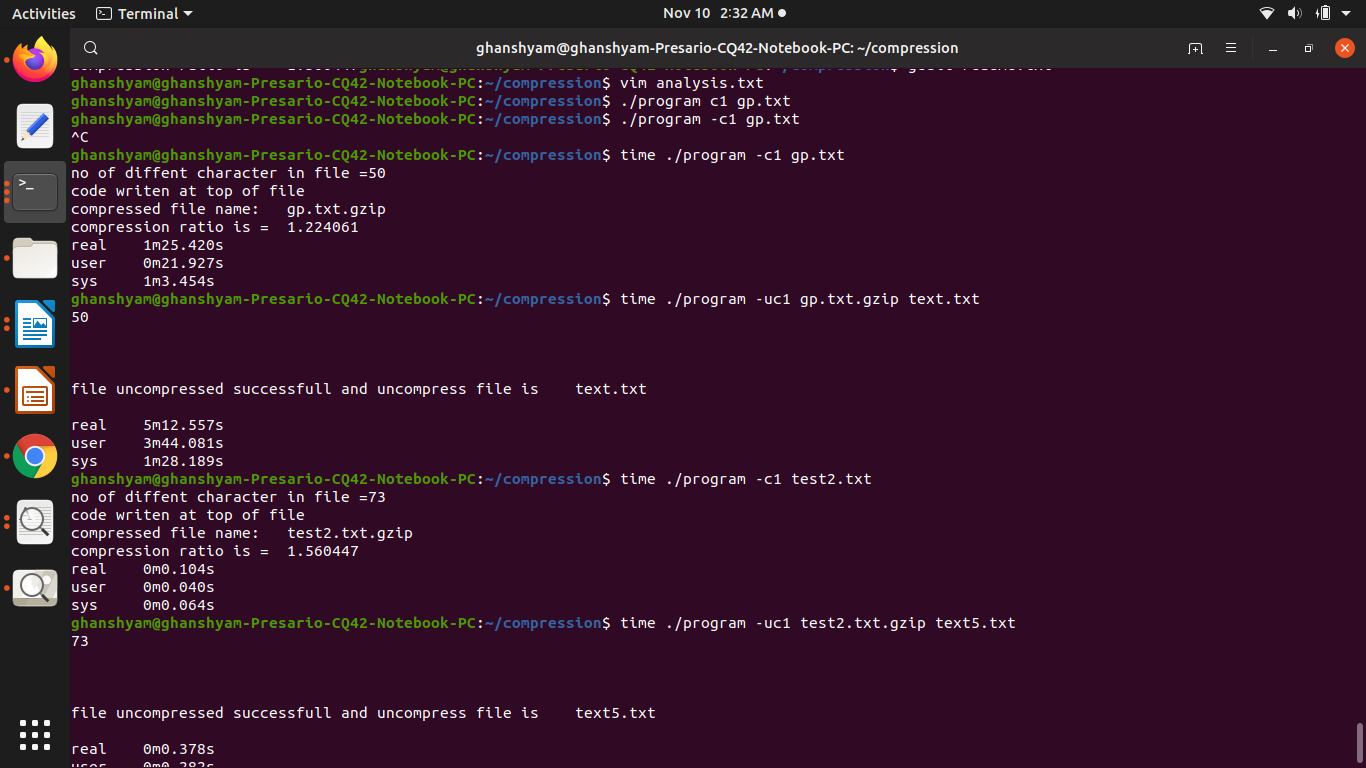 Activities Terminal Nov 10 2:32 AM
ghanshyam@ghanshyam-Presario-CQ42-Notebook-PC: ~/compression
ghanshyam@ghanshyam-Presario-CQ42-Notebook-PC:~/compression$ vim analysis.txt
ghanshyam@ghanshyam-Presario-CQ42-Notebook-PC:~/compression$ ./program c1 gp.txt
ghanshyam@ghanshyam-Presario-CQ42-Notebook-PC:~/compression$ ./program -c1 gp.txt
^C
ghanshyam@ghanshyam-Presario-CQ42-Notebook-PC:~/compression$ time ./program -c1 gp.txt
no of diffent character in file =50
code writen at top of file
compressed file name:   gp.txt.gzip
compression ratio is =  1.224061
real    1m25.420s
user    0m21.927s
sys     1m3.454s
ghanshyam@ghanshyam-Presario-CQ42-Notebook-PC:~/compression$ time ./program -uc1 gp.txt.gzip text.txt
50
file uncompressed successfull and uncompress file is    text.txt
real    5m12.557s
user    3m44.081s
sys     1m28.189s
ghanshyam@ghanshyam-Presario-CQ42-Notebook-PC:~/compression$ time ./program -c1 test2.txt
no of diffent character in file =73
code writen at top of file
compressed file name:   test2.txt.gzip
compression ratio is =  1.560447
real    0m0.104s
user    0m0.040s
sys     0m0.064s
ghanshyam@ghanshyam-Presario-CQ42-Notebook-PC:~/compression$ time ./program -uc1 test2.txt.gzip text5.txt
73
file uncompressed successfull and uncompress file is    text5.txt
real    0m0.378s
user    0m0.282s